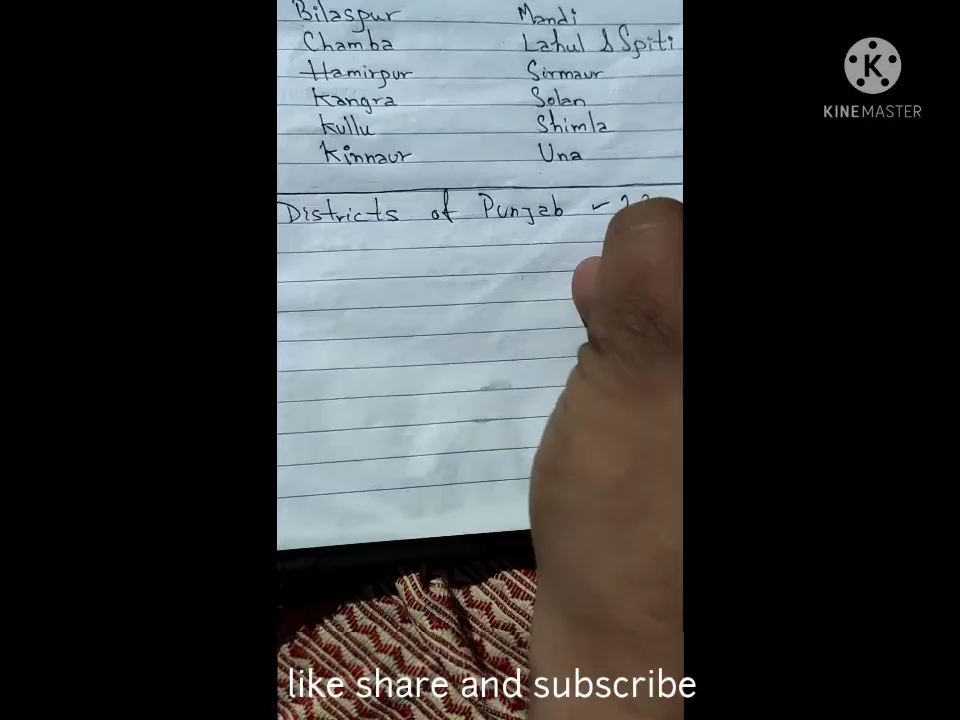 Bilaspur Mandi
Chamba Lahul & Spiti
Hamirpur Sirmaur
Kangra Solan
Kullu Shimla
Kinnaur Una
Districts of Punjab -
K
KINEMASTER
like share and subscribe